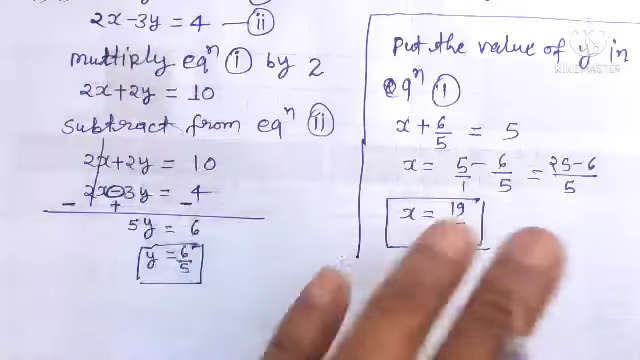 2x-3y = 4 — ii
multiply eqⁿ i by 2
2x+2y = 10
subtract from eqⁿ ii
2x+2y = 10
2x-3y = 4
- + -
5y = 6
y = 6/5
Put the value of y in
eqⁿ i
x + 6/5 = 5
x = 5/1 - 6/5 = 25-6/5
x = 19
KINEMASTER